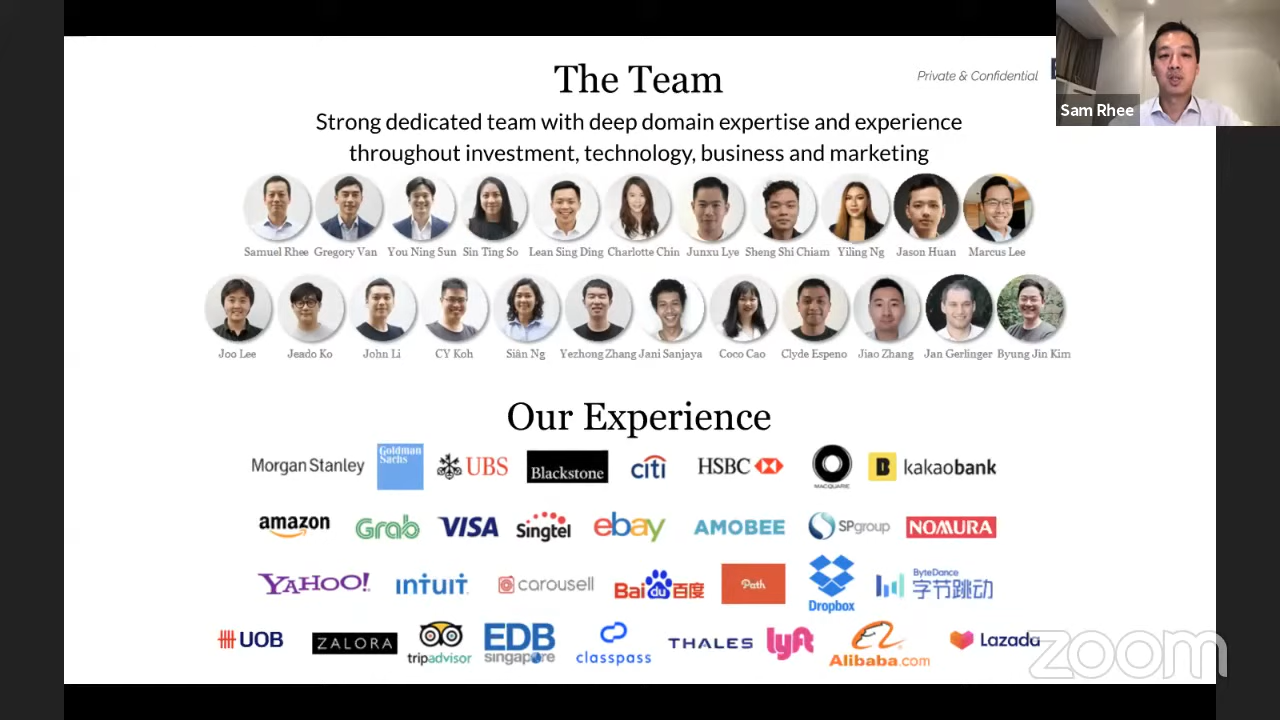 The Team
Private & Confidential
Sam Rhee
Strong dedicated team with deep domain expertise and experience
throughout investment, technology, business and marketing
Samuel Rhee Gregory Van You Ning Sun Sin Ting So Lean Sing Ding Charlotte Chin Junxu Lye Sheng Shi Chiam Yiling Ng Jason Huan Marcus Lee
Joo Lee Jeado Ko John Li CY Koh Siân Ng Yezhong Zhang Jani Sanjaya Coco Cao Clyde Espeno Jiao Zhang Jan Gerlinger Byung Jin Kim
Our Experience
Morgan Stanley Goldman Sachs UBS Blackstone citi HSBC MACQUARIE B kakaobank
amazon Grab VISA Singtel ebay AMOBEE SPgroup NOMURA
YAHOO! intuit carousell Bai du 百度 Path Dropbox ByteDance 字节跳动
UOB ZALORA tripadvisor EDB singapore classpass THALES lyft Alibaba.com Lazada
zoom